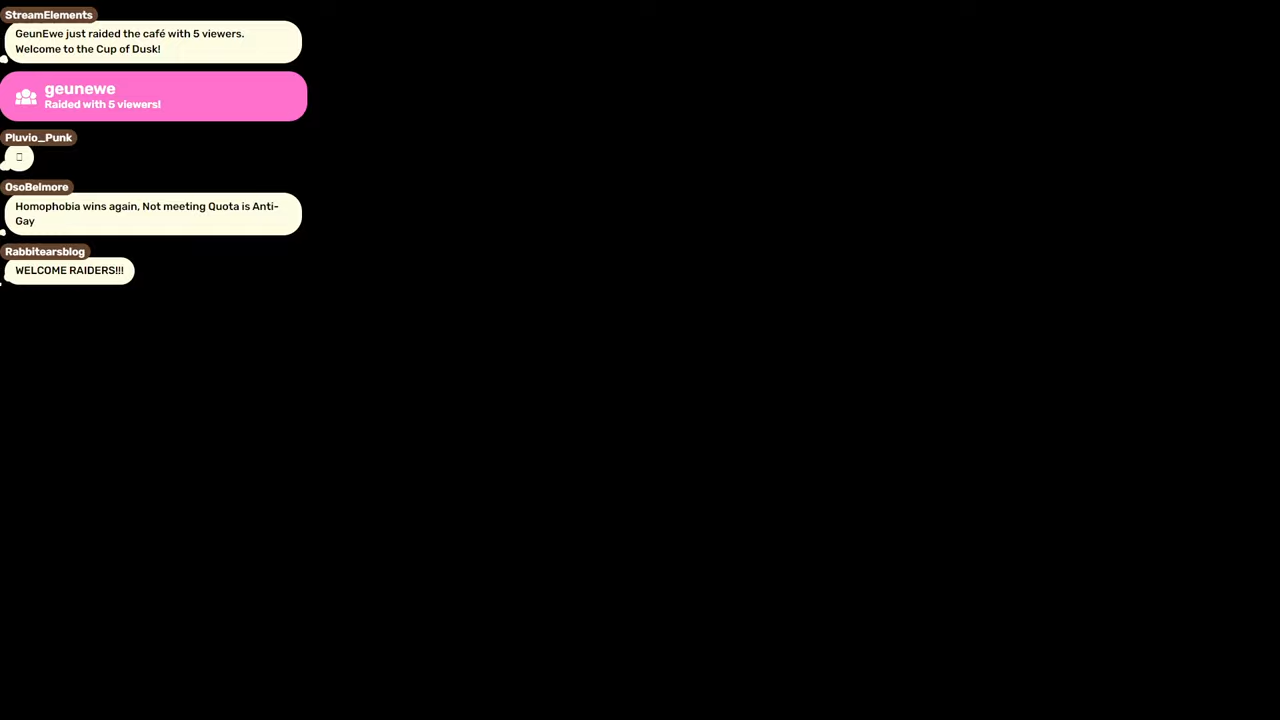 StreamElements
GeunEwe just raided the café with 5 viewers.
Welcome to the Cup of Dusk!
geunewe
Raided with 5 viewers!
Pluvio_Punk
OsoBelmore
Homophobia wins again, Not meeting Quota is Anti-
Gay
Rabbitearsblog
WELCOME RAIDERS!!!